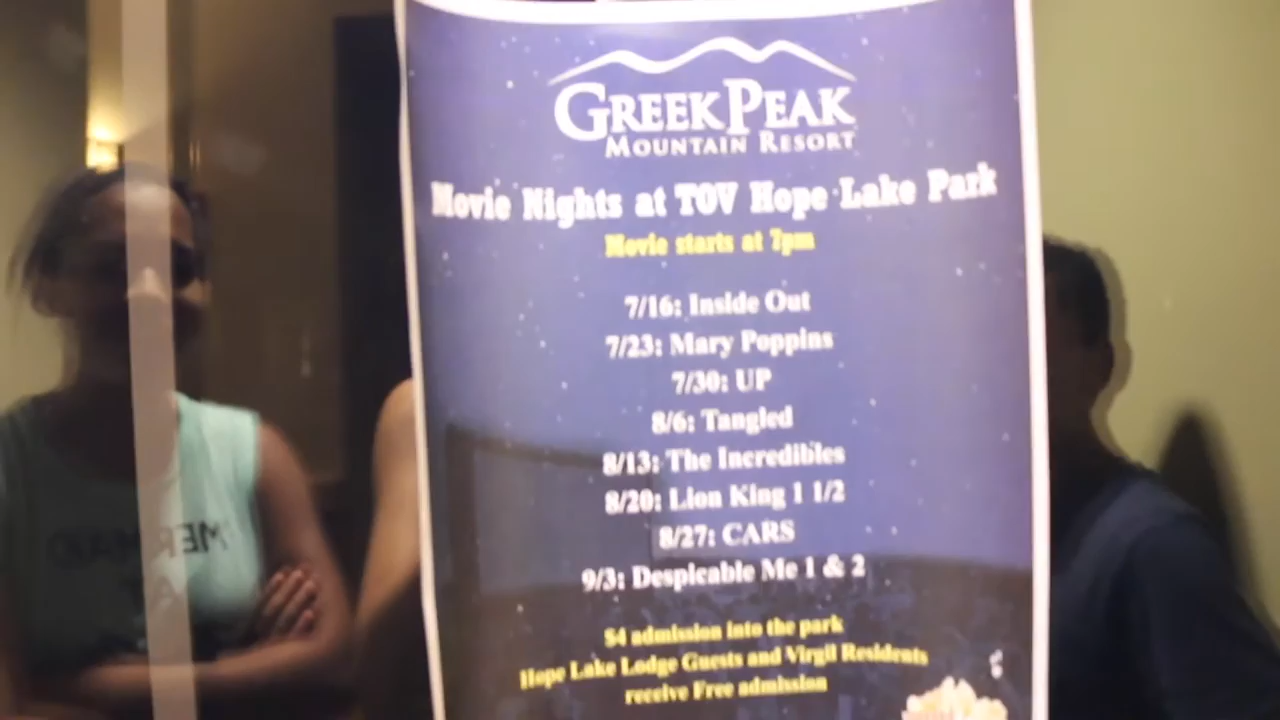 GREEK PEAK
MOUNTAIN RESORT
Movie Nights at TOV Hope Lake Park
Movie starts at 7pm
7/16: Inside Out
7/23: Mary Poppins
7/30: UP
8/6: Tangled
8/13: The Incredibles
8/20: Lion King 1 1/2
8/27: CARS
9/3: Despicable Me 1 & 2
$4 admission into the park
Hope Lake Lodge Guests and Virgil Residents
receive Free admission